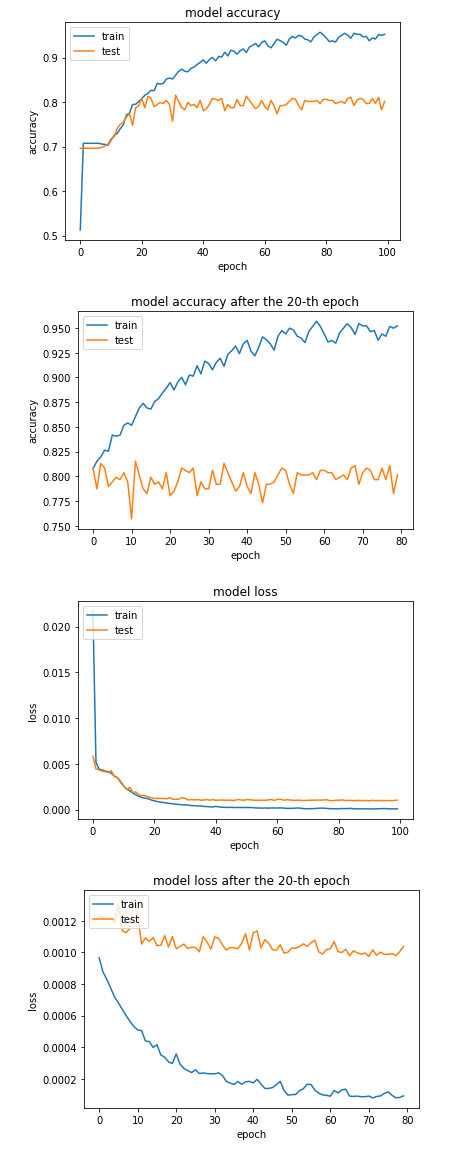 model accuracy
train
test
0.9
0.8
0.7
0.6
0.5
accuracy
0 20 40 60 80 100
epoch
model accuracy after the 20-th epoch
train
test
0.950
0.925
0.900
0.875
0.850
0.825
0.800
0.775
0.750
accuracy
0 10 20 30 40 50 60 70 80
epoch
model loss
train
test
0.020
0.015
0.010
0.005
0.000
loss
0 20 40 60 80 100
epoch
model loss after the 20-th epoch
train
test
0.0012
0.0010
0.0008
0.0006
0.0004
0.0002
loss
0 10 20 30 40 50 60 70 80
epoch